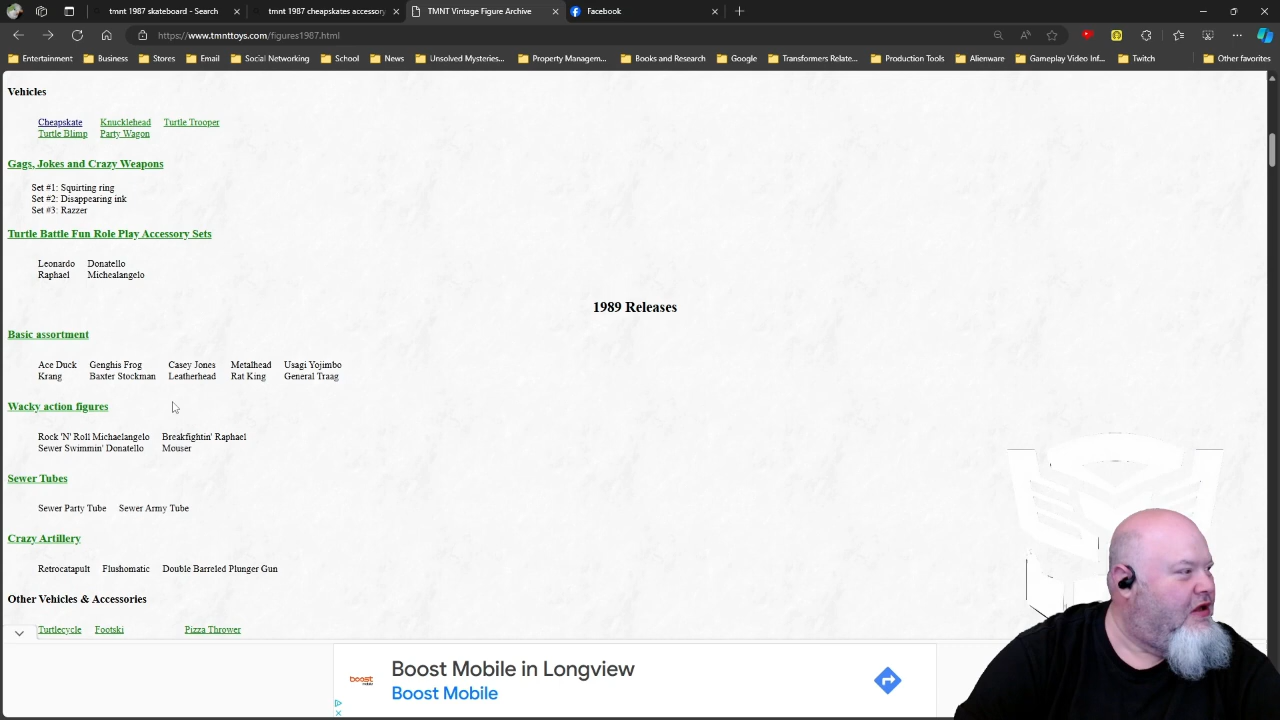 tmnt 1987 skateboard - Search
tmnt 1987 cheapskates accessory
TMNT Vintage Figure Archive
Facebook
https://www.tmnttoys.com/figures1987.html
Entertainment
Business
Stores
Email
Social Networking
School
News
Unsolved Mysteries...
Property Managem...
Books and Research
Google
Transformers Relate...
Production Tools
Alienware
Gameplay Video Inf...
Twitch
Other favorites
Vehicles
Cheapskate Knucklehead Turtle Trooper
Turtle Blimp Party Wagon
Gags, Jokes and Crazy Weapons
Set #1: Squirting ring
Set #2: Disappearing ink
Set #3: Razzer
Turtle Battle Fun Role Play Accessory Sets
Leonardo Donatello
Raphael Michealangelo
1989 Releases
Basic assortment
Ace Duck Genghis Frog Casey Jones Metalhead Usagi Yojimbo
Krang Baxter Stockman Leatherhead Rat King General Traag
Wacky action figures
Rock 'N' Roll Michaelangelo Breakfightin' Raphael
Sewer Swimmin' Donatello Mouser
Sewer Tubes
Sewer Party Tube Sewer Army Tube
Crazy Artillery
Retrocatapult Flushomatic Double Barreled Plunger Gun
Other Vehicles & Accessories
Turtlecycle Footski Pizza Thrower
boost
Boost Mobile in Longview
Boost Mobile